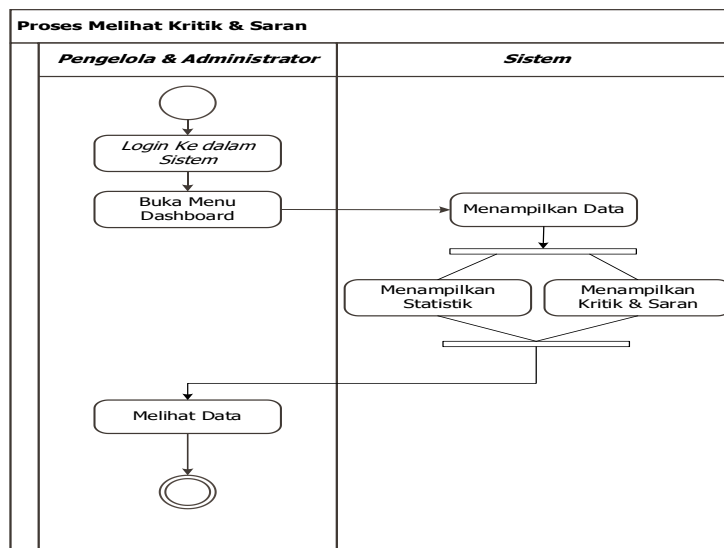 Proses Melihat Kritik & Saran
Pengelola & Administrator
Sistem
Login Ke dalam
Sistem
Buka Menu
Dashboard
Menampilkan Data
Menampilkan
Statistik
Menampilkan
Kritik & Saran
Melihat Data